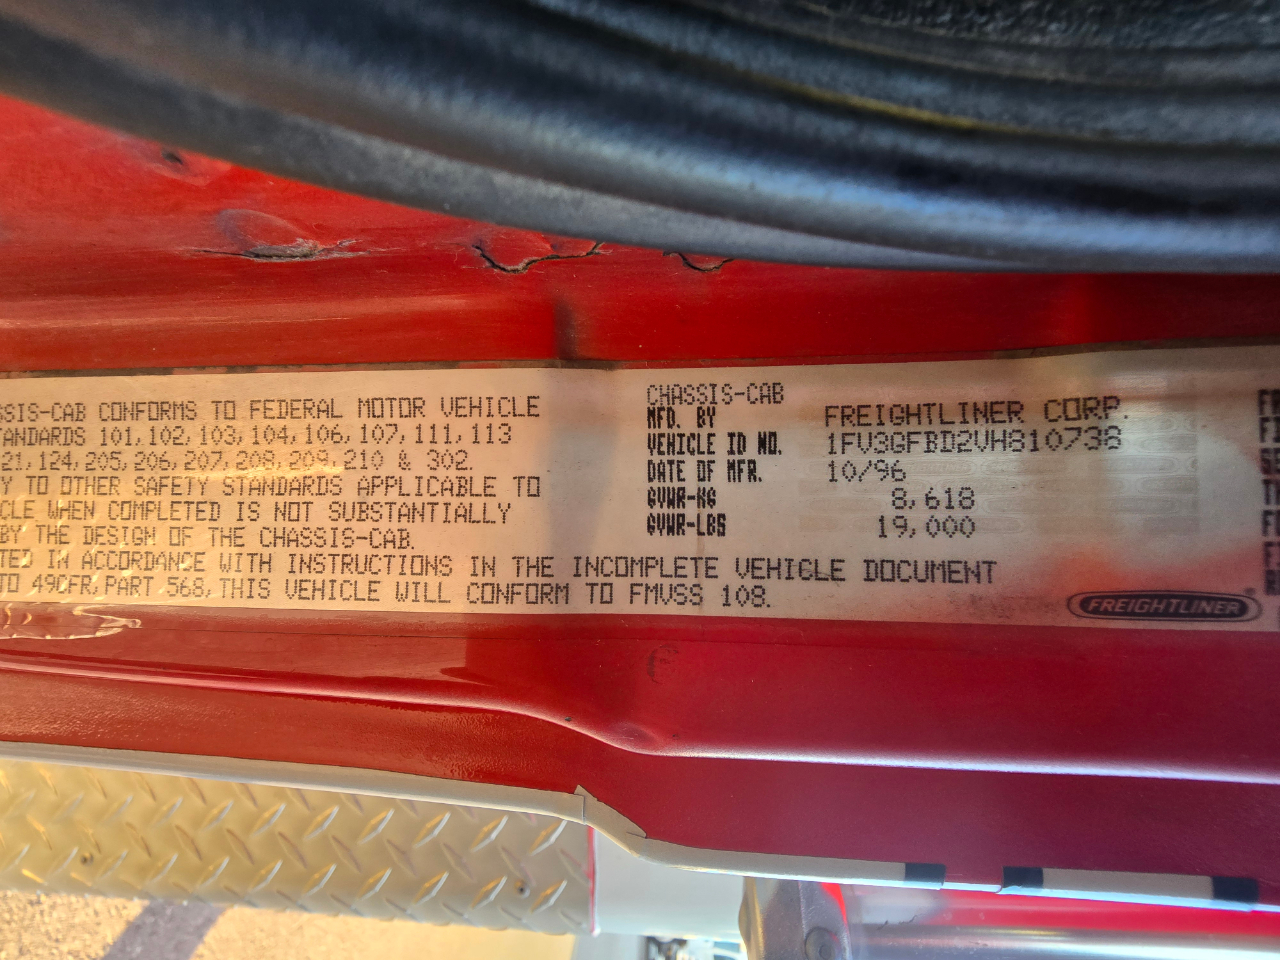 CHASSIS-CAB
MFD. BY FREIGHTLINER CORP.
VEHICLE ID NO. 1FV3GFBD2VH810738
DATE OF MFR. 10/96
GVWR-KG 8,618
GVWR-LBS 19,000
SSIS-CAB CONFORMS TO FEDERAL MOTOR VEHICLE
ANDARDS 101,102,103,104,106,107,111,113
21,124,205,206,207,208,209,210 & 302.
Y TO OTHER SAFETY STANDARDS APPLICABLE TO
CLE WHEN COMPLETED IS NOT SUBSTANTIALLY
BY THE DESIGN OF THE CHASSIS-CAB.
TED IN ACCORDANCE WITH INSTRUCTIONS IN THE INCOMPLETE VEHICLE DOCUMENT
TO 49CFR, PART 568, THIS VEHICLE WILL CONFORM TO FMVSS 108.
FREIGHTLINER